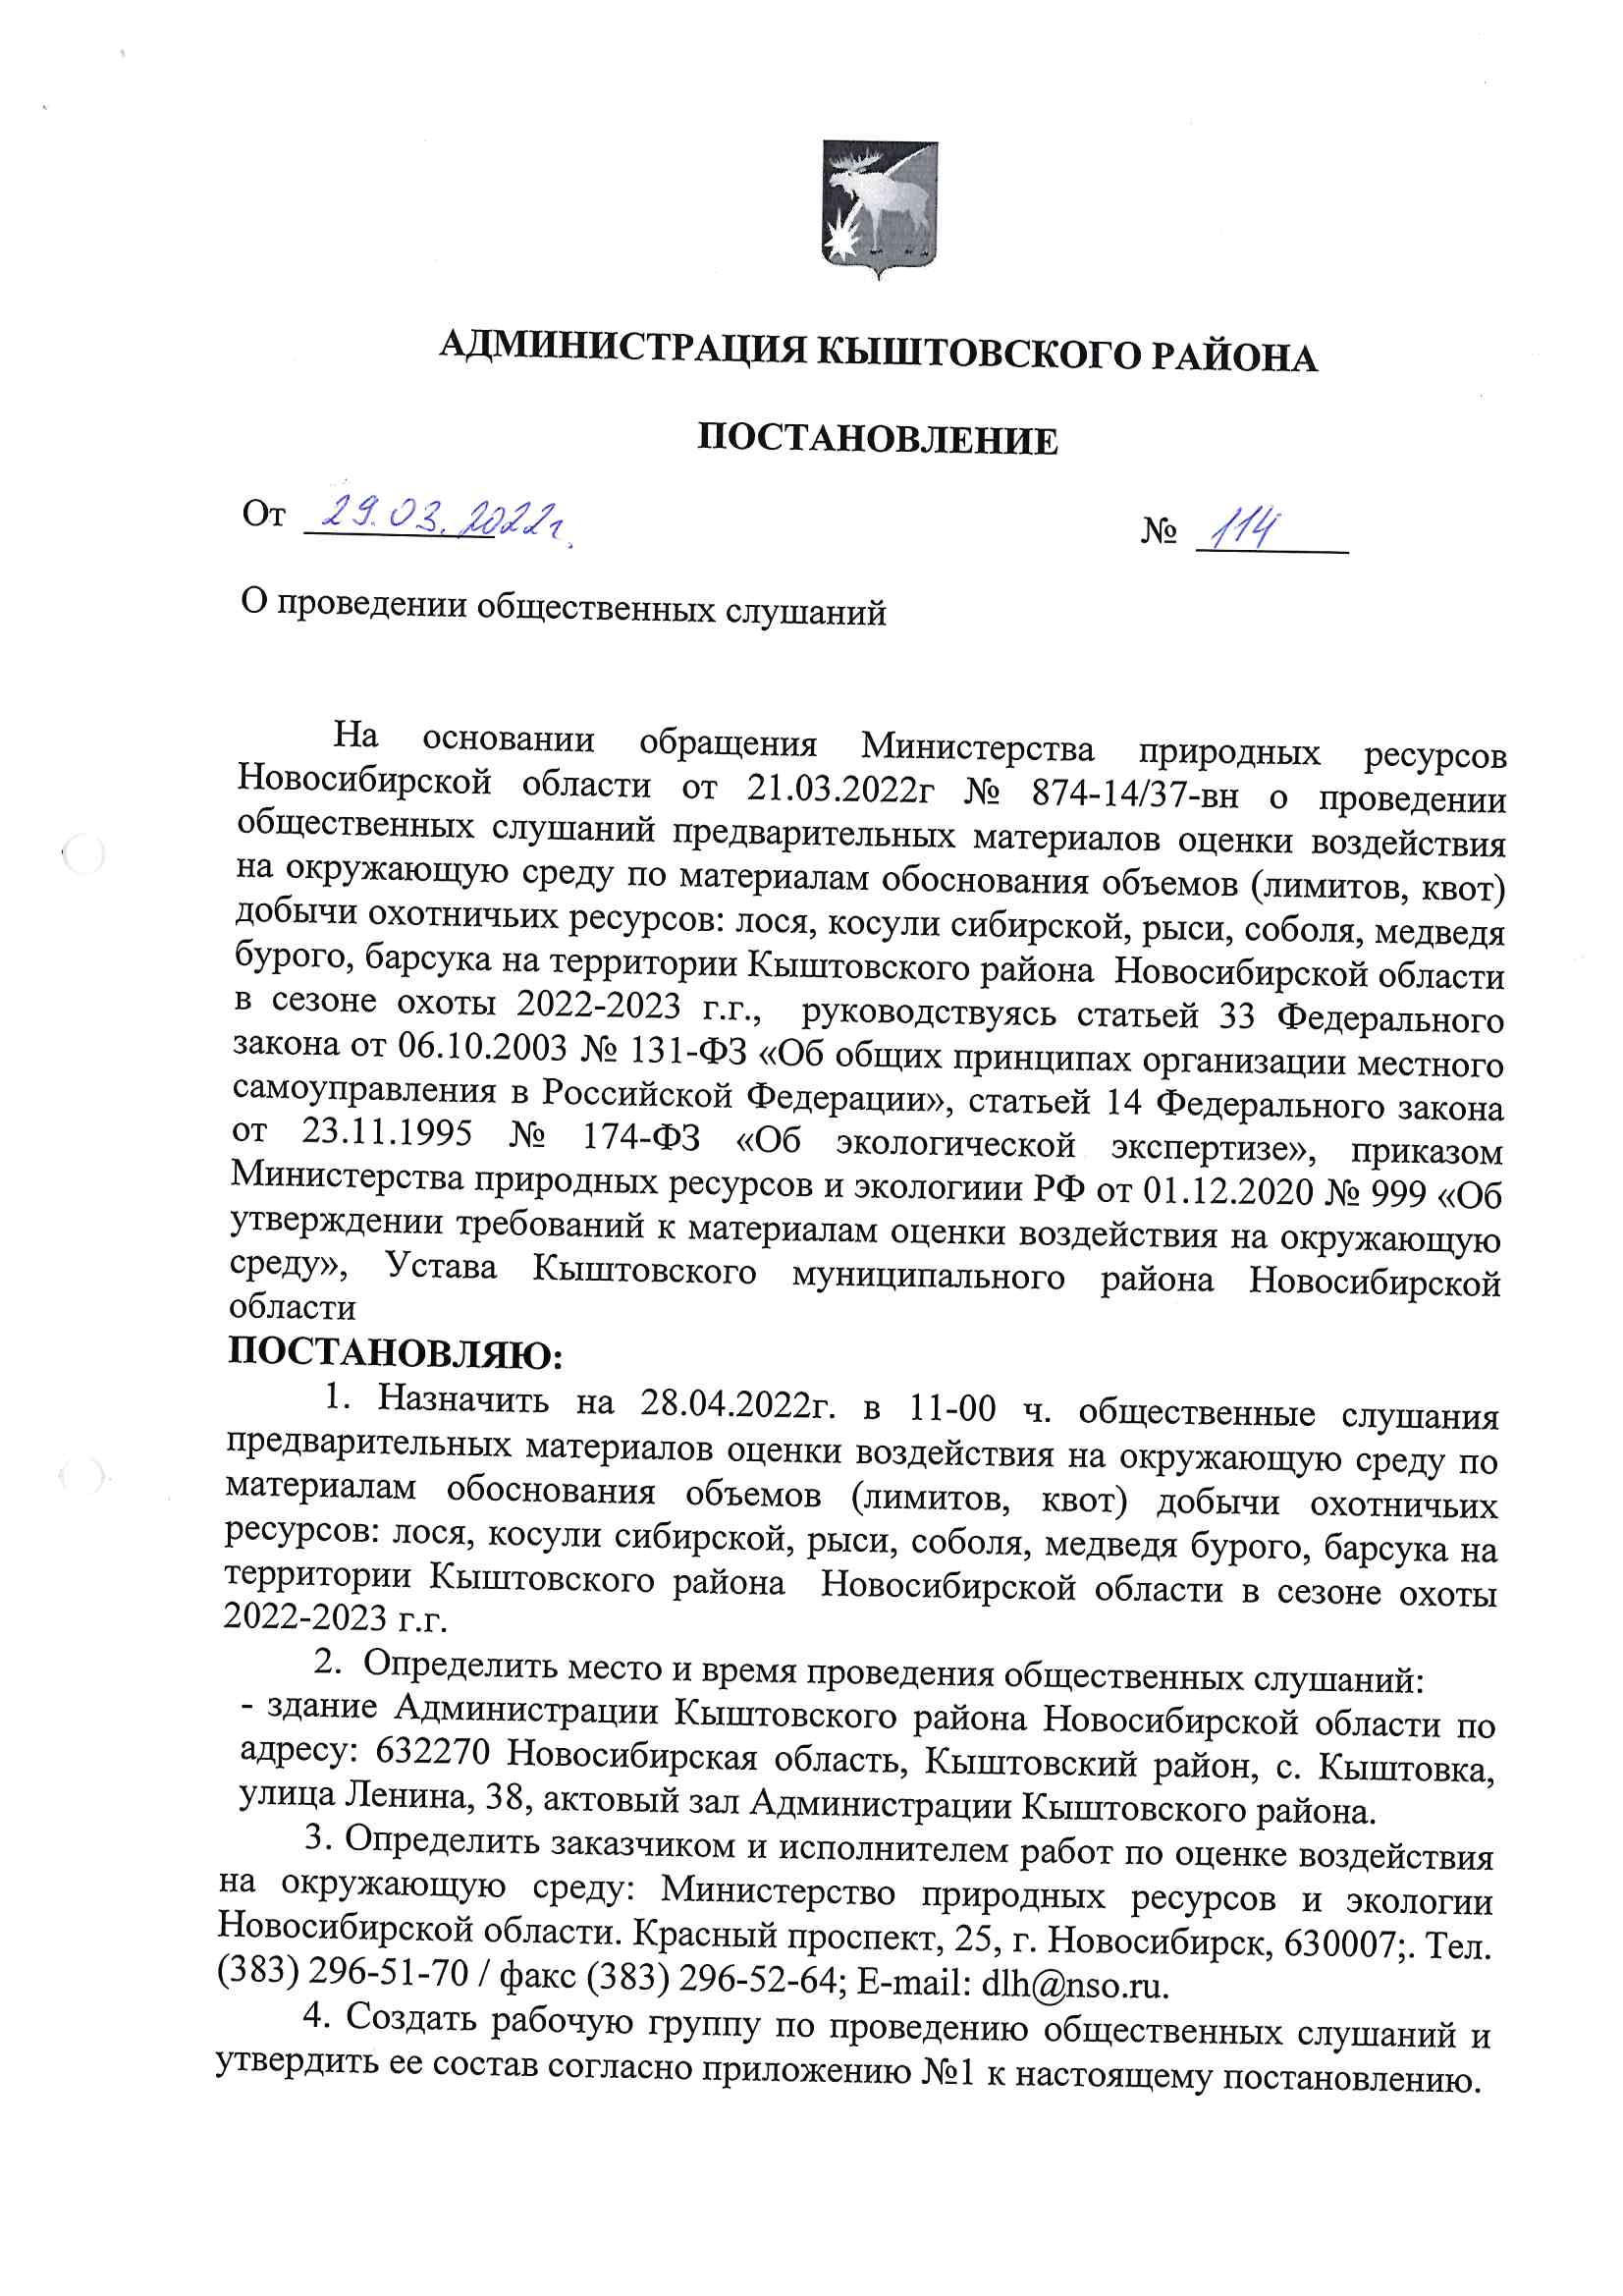 АДМИНИСТРАЦИЯ КЫШТОВСКОГО РАЙОНА
ПОСТАНОВЛЕНИЕ
От 29.03.2022г. № 114
О проведении общественных слушаний
На основании обращения Министерства природных ресурсов
Новосибирской области от 21.03.2022г № 874-14/37-вн о проведении
общественных слушаний предварительных материалов оценки воздействия
на окружающую среду по материалам обоснования объемов (лимитов, квот)
добычи охотничьих ресурсов: лося, косули сибирской, рыси, соболя, медведя
бурого, барсука на территории Кыштовского района Новосибирской области
в сезоне охоты 2022-2023 г.г., руководствуясь статьей 33 Федерального
закона от 06.10.2003 № 131-ФЗ «Об общих принципах организации местного
самоуправления в Российской Федерации», статьей 14 Федерального закона
от 23.11.1995 № 174-ФЗ «Об экологической экспертизе», приказом
Министерства природных ресурсов и экологиии РФ от 01.12.2020 № 999 «Об
утверждении требований к материалам оценки воздействия на окружающую
среду», Устава Кыштовского муниципального района Новосибирской
области
ПОСТАНОВЛЯЮ:
1. Назначить на 28.04.2022г. в 11-00 ч. общественные слушания
предварительных материалов оценки воздействия на окружающую среду по
материалам обоснования объемов (лимитов, квот) добычи охотничьих
ресурсов: лося, косули сибирской, рыси, соболя, медведя бурого, барсука на
территории Кыштовского района Новосибирской области в сезоне охоты
2022-2023 г.г.
2. Определить место и время проведения общественных слушаний:
- здание Администрации Кыштовского района Новосибирской области по
адресу: 632270 Новосибирская область, Кыштовский район, с. Кыштовка,
улица Ленина, 38, актовый зал Администрации Кыштовского района.
3. Определить заказчиком и исполнителем работ по оценке воздействия
на окружающую среду: Министерство природных ресурсов и экологии
Новосибирской области. Красный проспект, 25, г. Новосибирск, 630007;. Тел.
(383) 296-51-70 / факс (383) 296-52-64; E-mail: dlh@nso.ru.
4. Создать рабочую группу по проведению общественных слушаний и
утвердить ее состав согласно приложению №1 к настоящему постановлению.